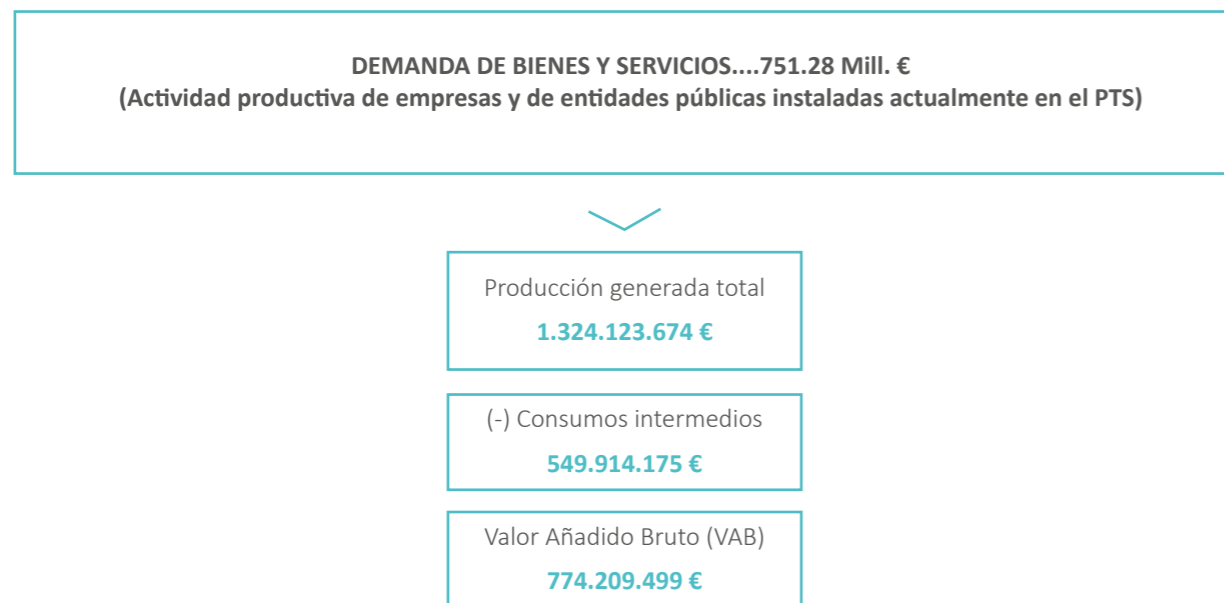 DEMANDA DE BIENES Y SERVICIOS....751.28 Mill. €
(Actividad productiva de empresas y de entidades públicas instaladas actualmente en el PTS)
Producción generada total
1.324.123.674 €
(-) Consumos intermedios
549.914.175 €
Valor Añadido Bruto (VAB)
774.209.499 €